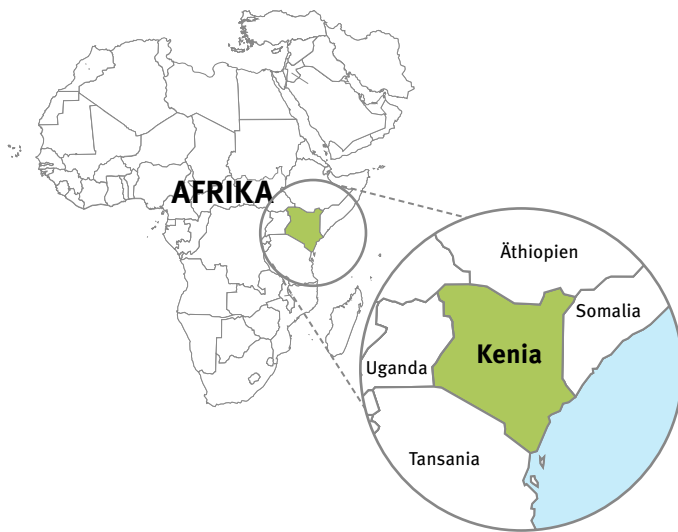 AFRIKA
Äthiopien
Somalia
Kenia
Uganda
Tansania